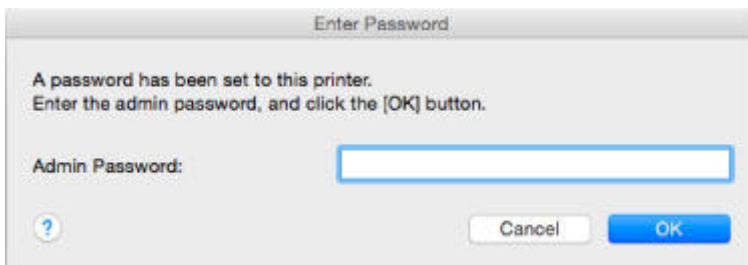 Enter Password
A password has been set to this printer.
Enter the admin password, and click the [OK] button.
Admin Password:
?
Cancel
OK